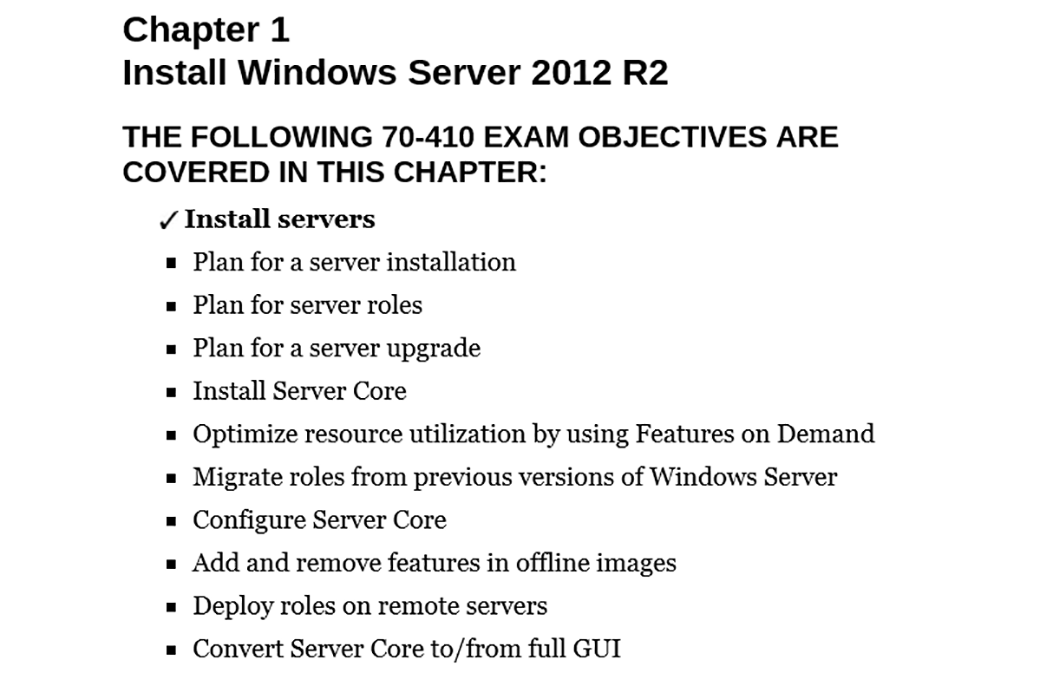 Chapter 1
Install Windows Server 2012 R2
THE FOLLOWING 70-410 EXAM OBJECTIVES ARE
COVERED IN THIS CHAPTER:
✓ Install servers
▪ Plan for a server installation
▪ Plan for server roles
▪ Plan for a server upgrade
▪ Install Server Core
▪ Optimize resource utilization by using Features on Demand
▪ Migrate roles from previous versions of Windows Server
▪ Configure Server Core
▪ Add and remove features in offline images
▪ Deploy roles on remote servers
▪ Convert Server Core to/from full GUI